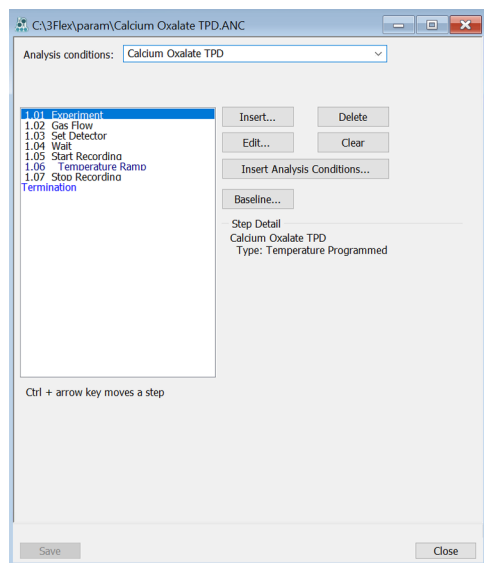 C:\3Flex\param\Calcium Oxalate TPD.ANC
Analysis conditions: Calcium Oxalate TPD
1.01 Experiment
1.02 Gas Flow
1.03 Set Detector
1.04 Wait
1.05 Start Recording
1.06 Temperature Ramp
1.07 Stop Recording
Termination
Insert... Delete
Edit... Clear
Insert Analysis Conditions...
Baseline...
Step Detail
Calcium Oxalate TPD
Type: Temperature Programmed
Ctrl + arrow key moves a step
Save Close